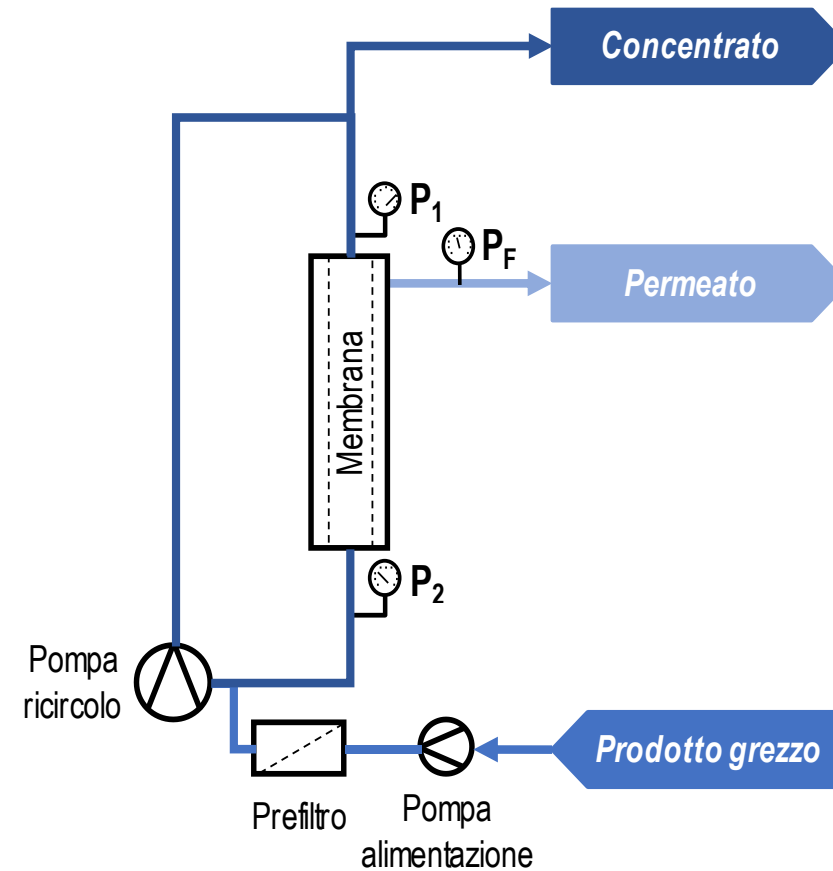 Concentrato
P1
PF
Permeato
Membrana
P2
Pompa
ricircolo
Prodotto grezzo
Prefiltro
Pompa
alimentazione